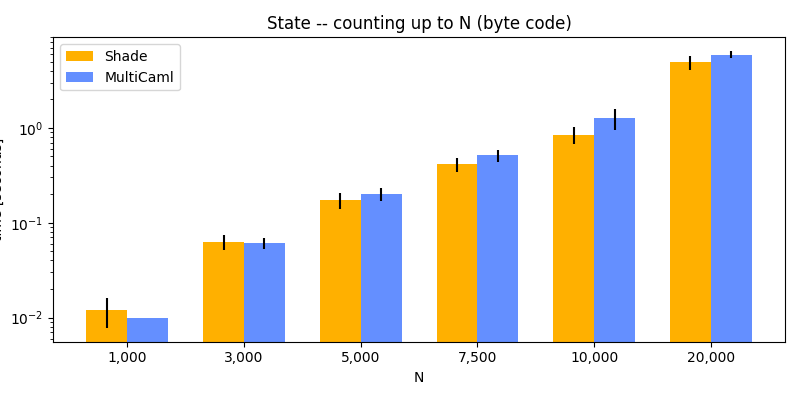 State -- counting up to N (byte code)
Shade
MultiCaml
10⁰
10⁻¹
10⁻²
1,000 3,000 5,000 7,500 10,000 20,000
N